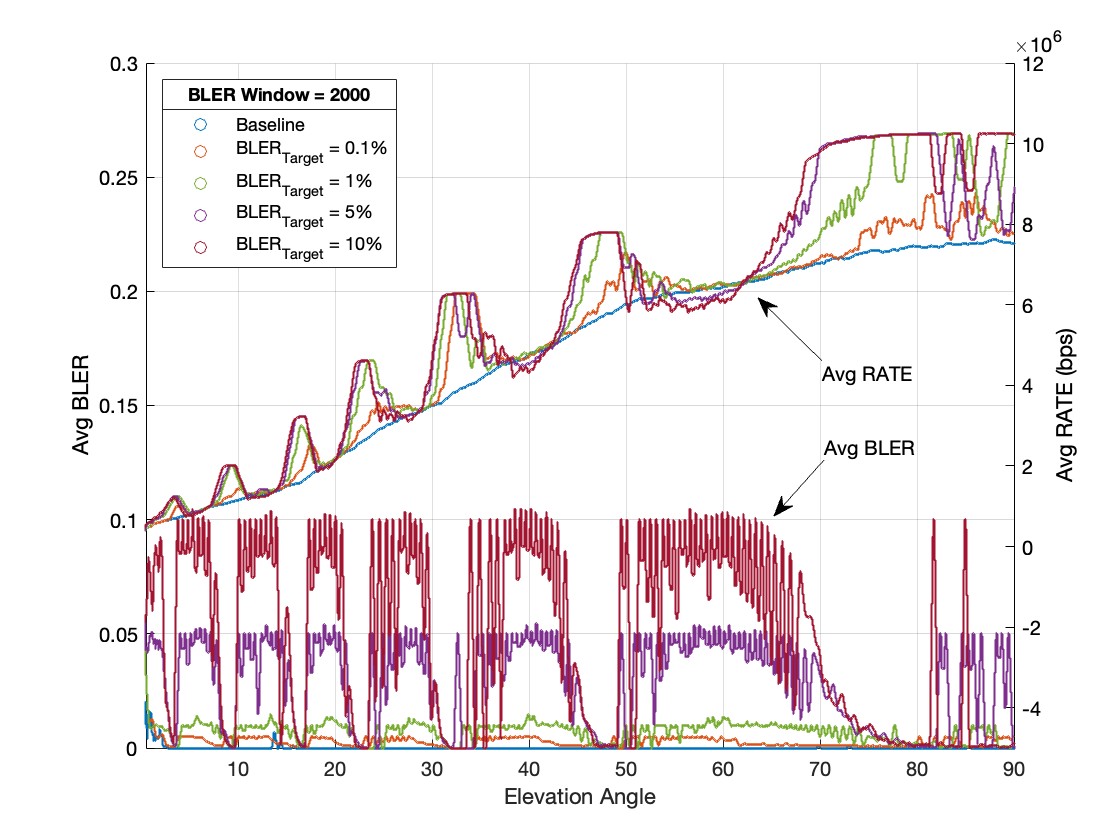 ×10^6
0.3
0.25
0.2
0.15
0.1
0.05
0
Avg BLER
BLER Window = 2000
Baseline
BLER_Target = 0.1%
BLER_Target = 1%
BLER_Target = 5%
BLER_Target = 10%
Avg RATE
Avg BLER
12
10
8
6
4
2
0
-2
-4
Avg RATE (bps)
10 20 30 40 50 60 70 80 90
Elevation Angle